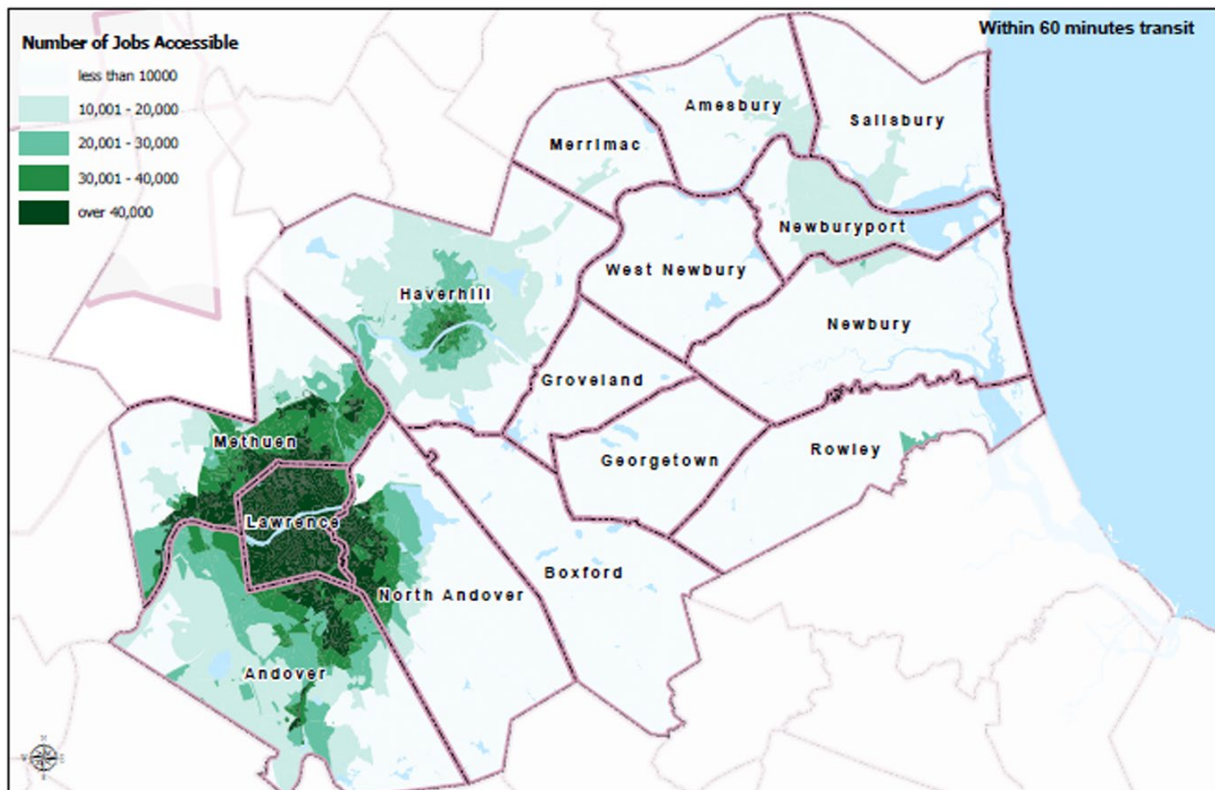 Within 60 minutes transit
Number of Jobs Accessible
less than 10000
10,001 - 20,000
20,001 - 30,000
30,001 - 40,000
over 40,000
Amesbury
Salisbury
Merrimac
Newburyport
West Newbury
Haverhill
Newbury
Groveland
Methuen
Rowley
Georgetown
Lawrence
Boxford
North Andover
Andover